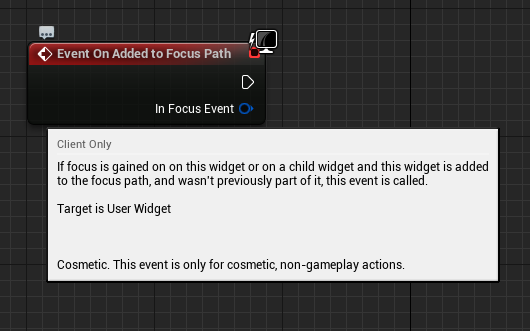 Event On Added to Focus Path
In Focus Event
Client Only
If focus is gained on on this widget or on a child widget and this widget is added
to the focus path, and wasn't previously part of it, this event is called.
Target is User Widget
Cosmetic. This event is only for cosmetic, non-gameplay actions.